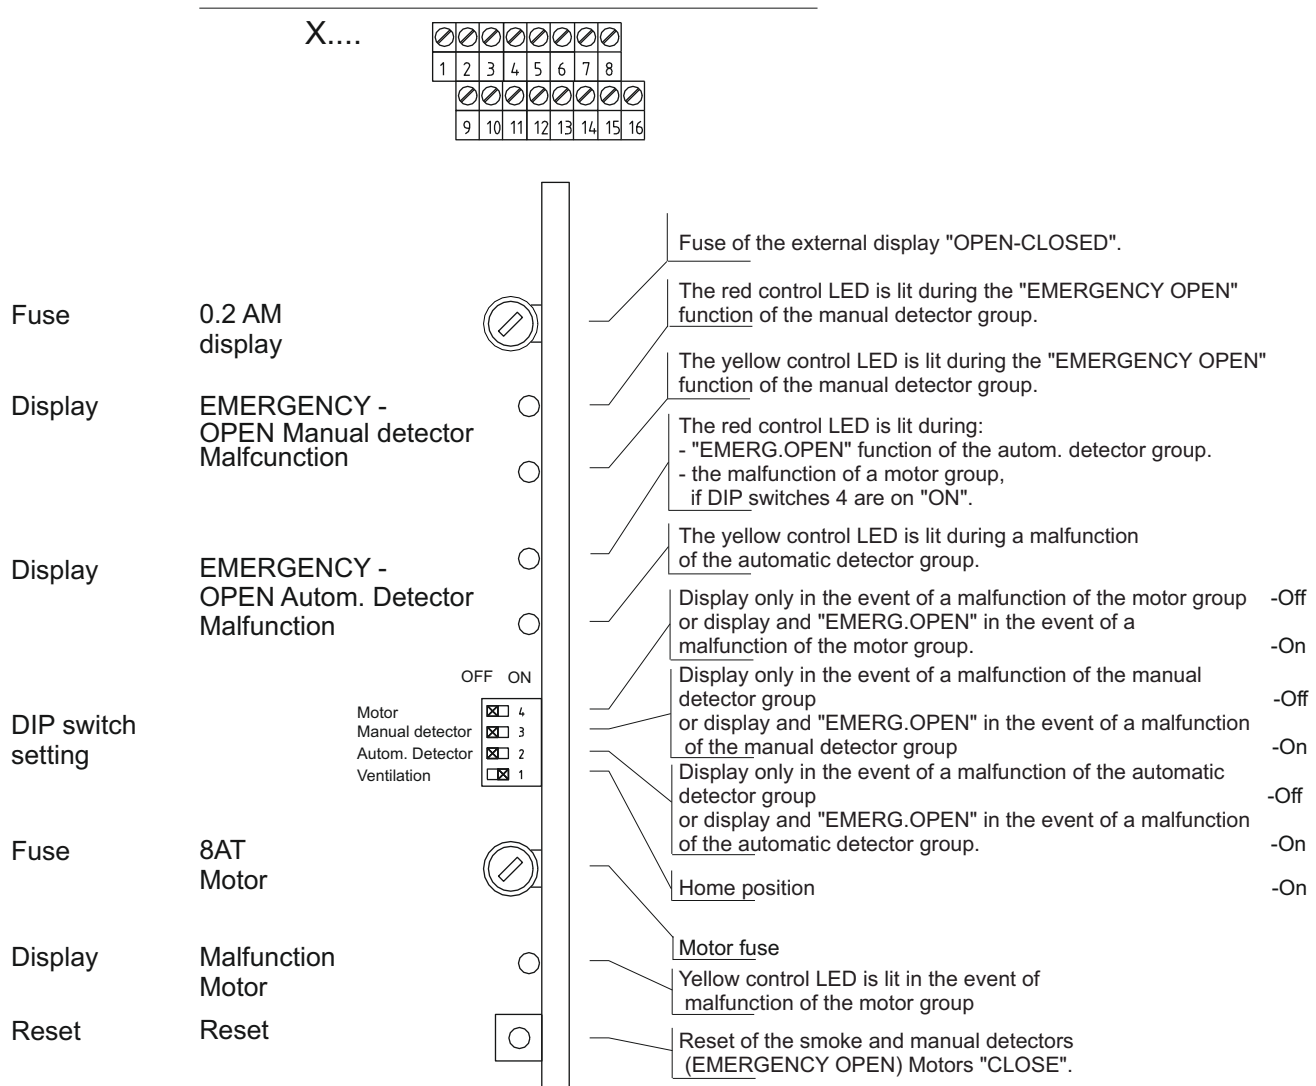 X....
1 2 3 4 5 6 7 8
9 10 11 12 13 14 15 16
Fuse of the external display "OPEN-CLOSED".
Fuse
0.2 AM
display
The red control LED is lit during the "EMERGENCY OPEN"
function of the manual detector group.
Display
EMERGENCY -
OPEN Manual detector
Malfcunction
The yellow control LED is lit during the "EMERGENCY OPEN"
function of the manual detector group.
The red control LED is lit during:
- "EMERG.OPEN" function of the autom. detector group.
- the malfunction of a motor group,
if DIP switches 4 are on "ON".
Display
EMERGENCY -
OPEN Autom. Detector
Malfunction
The yellow control LED is lit during a malfunction
of the automatic detector group.
Display only in the event of a malfunction of the motor group -Off
or display and "EMERG.OPEN" in the event of a
malfunction of the motor group. -On
OFF ON
DIP switch
setting
Motor 4
Manual detector 3
Autom. Detector 2
Ventilation 1
Display only in the event of a malfunction of the manual
detector group -Off
or display and "EMERG.OPEN" in the event of a malfunction
of the manual detector group -On
Display only in the event of a malfunction of the automatic
detector group -Off
or display and "EMERG.OPEN" in the event of a malfunction
of the automatic detector group. -On
Home position -On
Fuse
8AT
Motor
Motor fuse
Display
Malfunction
Motor
Yellow control LED is lit in the event of
malfunction of the motor group
Reset
Reset
Reset of the smoke and manual detectors
(EMERGENCY OPEN) Motors "CLOSE".